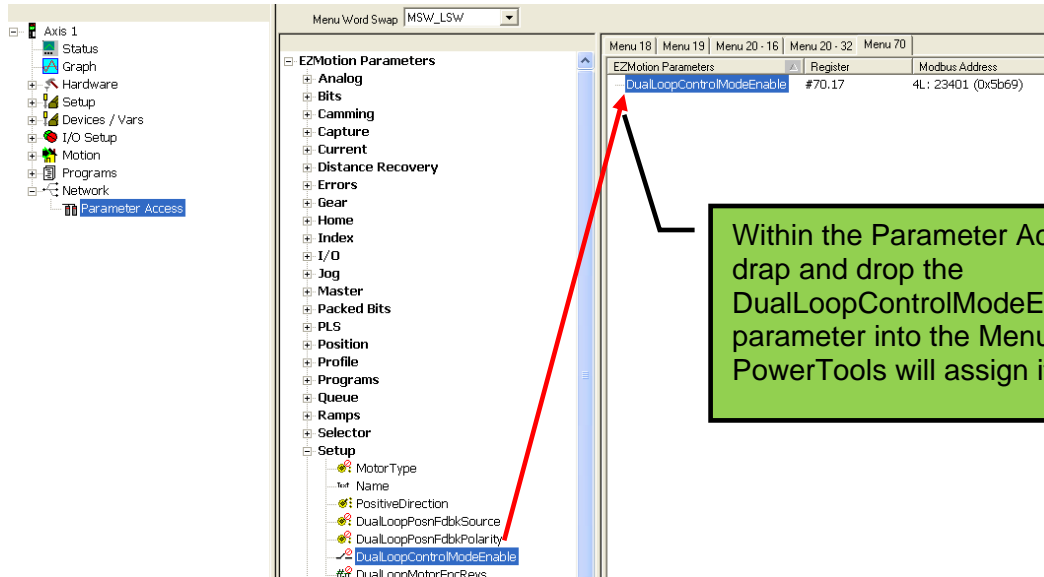 Menu Word Swap MSW_LSW
Axis 1
Status
Graph
Hardware
Setup
Devices / Vars
I/O Setup
Motion
Programs
Network
Parameter Access
EZMotion Parameters
Analog
Bits
Camming
Capture
Current
Distance Recovery
Errors
Gear
Home
Index
I/O
Jog
Master
Packed Bits
PLS
Position
Profile
Programs
Queue
Ramps
Selector
Setup
MotorType
Text Name
PositiveDirection
DualLoopPosnFdbkSource
DualLoopPosnFdbkPolarity
DualLoopControlModeEnable
DualLoopMotorEncRevs
Menu 18 Menu 19 Menu 20 - 16 Menu 20 - 32 Menu 70
EZMotion Parameters Register Modbus Address
DualLoopControlModeEnable #70.17 4L: 23401 (0x5b69)
Within the Parameter Ac
drap and drop the
DualLoopControlModeE
parameter into the Menu
PowerTools will assign i